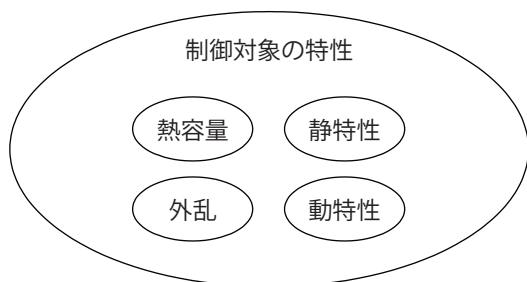 制御対象の特性
熱容量
静特性
外乱
動特性